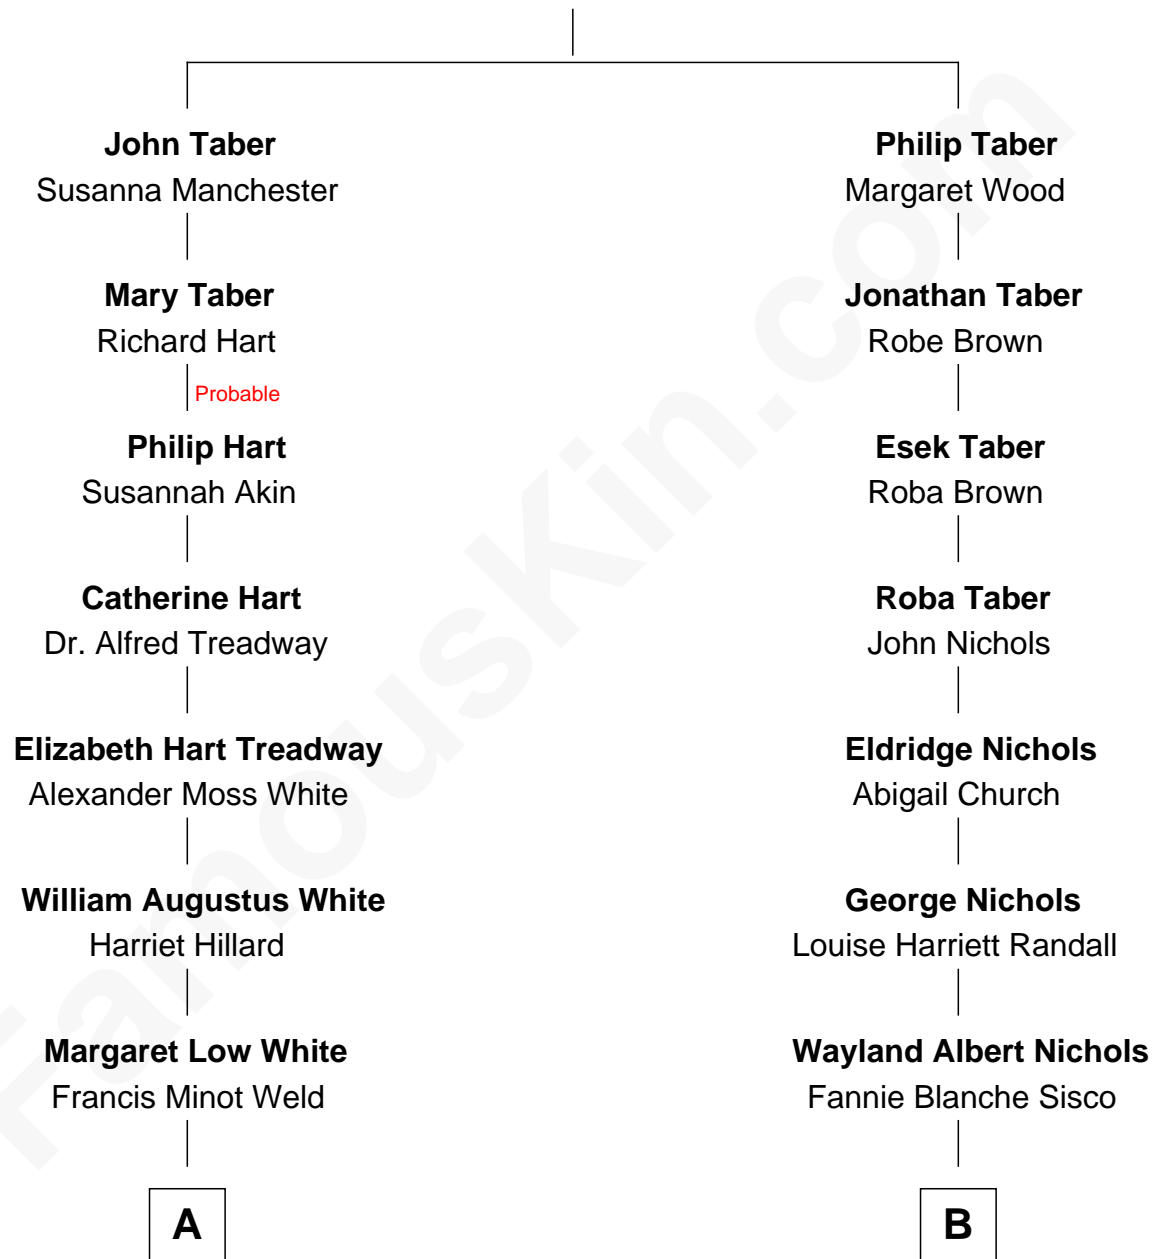 John Taber
Susanna Manchester
Mary Taber
Richard Hart
Probable
Philip Hart
Susannah Akin
Catherine Hart
Dr. Alfred Treadway
Elizabeth Hart Treadway
Alexander Moss White
William Augustus White
Harriet Hillard
Margaret Low White
Francis Minot Weld
A
Philip Taber
Margaret Wood
Jonathan Taber
Robe Brown
Esek Taber
Roba Brown
Roba Taber
John Nichols
Eldridge Nichols
Abigail Church
George Nichols
Louise Harriett Randall
Wayland Albert Nichols
Fannie Blanche Sisco
B
FamousKin.com